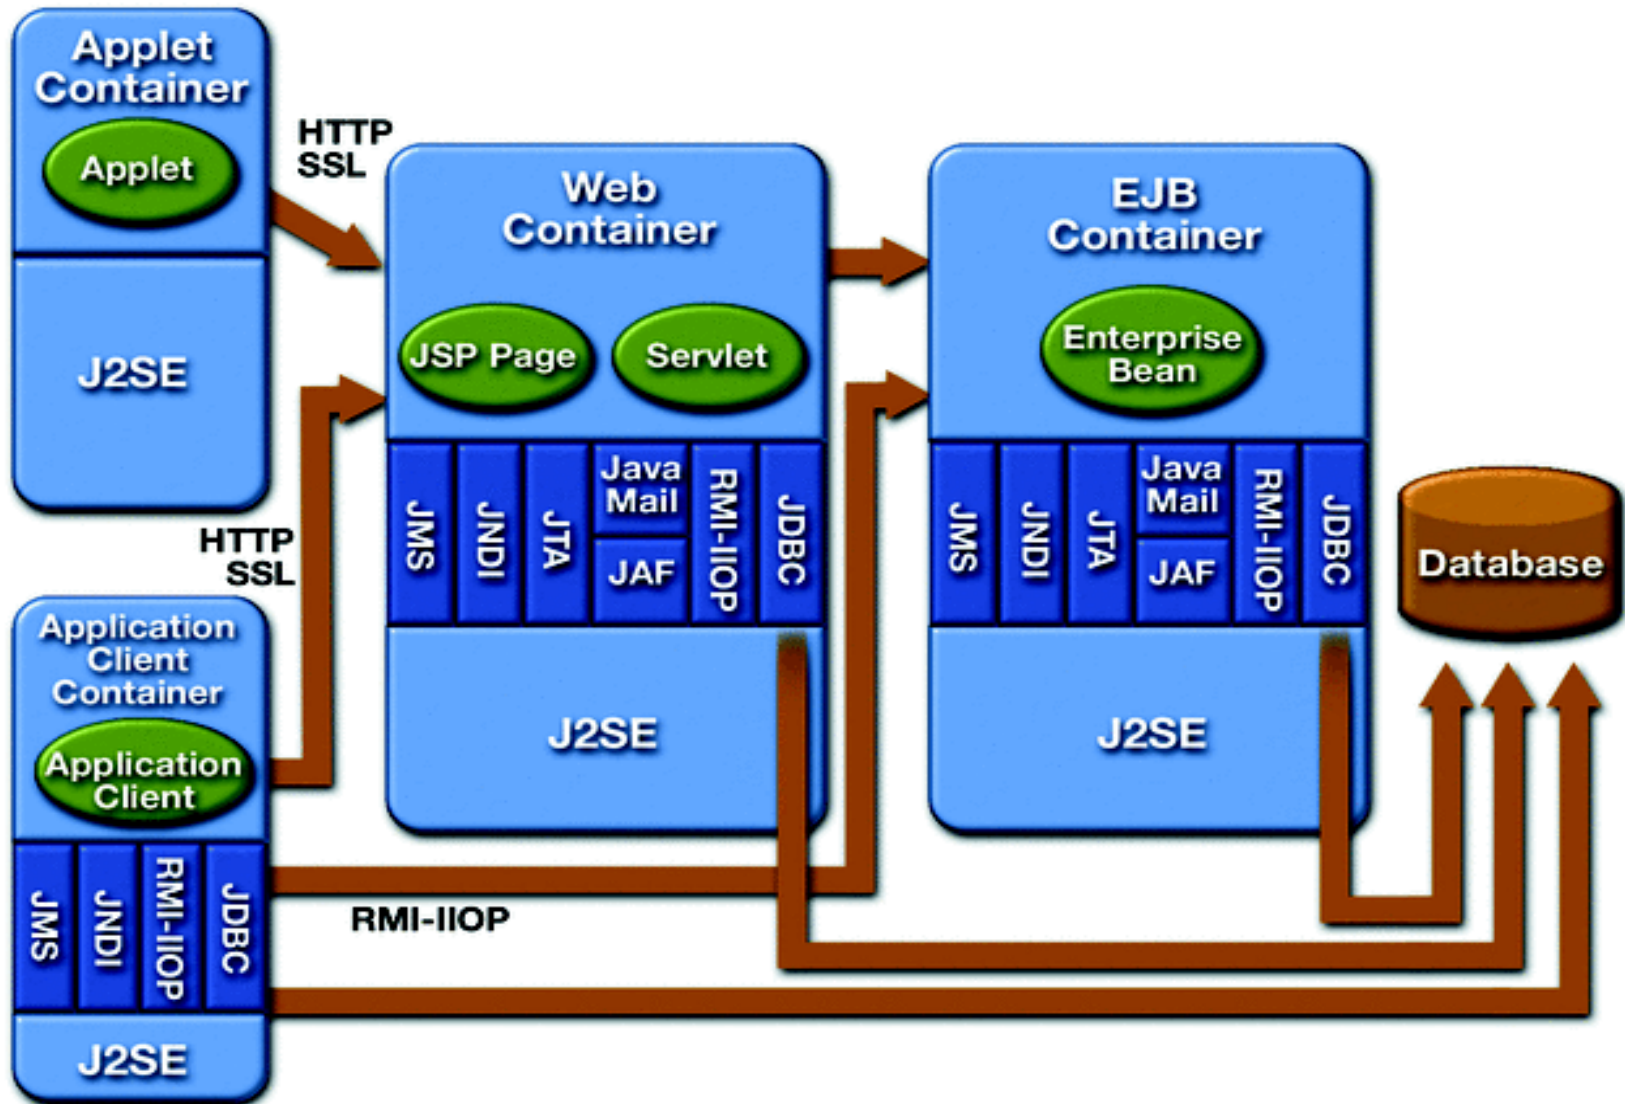 Applet
Container
Applet
J2SE
HTTP
SSL
Web
Container
JSP Page
Servlet
JMS
JNDI
JTA
Java
Mail
JAF
RMI-IIOP
JDBC
J2SE
EJB
Container
Enterprise
Bean
JMS
JNDI
JTA
Java
Mail
JAF
RMI-IIOP
JDBC
J2SE
Database
HTTP
SSL
Application
Client
Container
Application
Client
JMS
JNDI
RMI-IIOP
JDBC
J2SE
RMI-IIOP